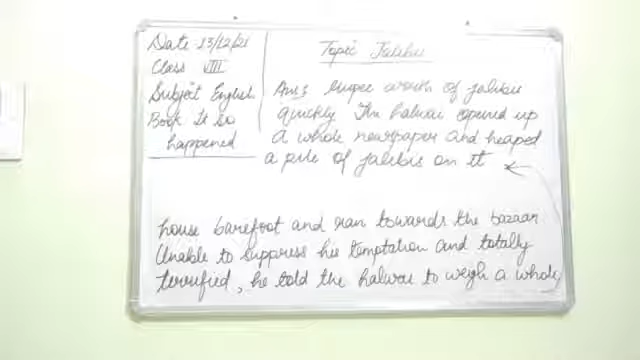 Date 13/12/21
Class VIII
Subject English
Book It so
happened
Topic Jalebis
Ans3 rupee worth of jalebis
quickly The halwai opened up
a whole newspaper and heaped
a pile of jalebis on it
house barefoot and ran towards the bazaar
Unable to suppress his temptation and totally
terrified, he told the halwai to weigh a whole